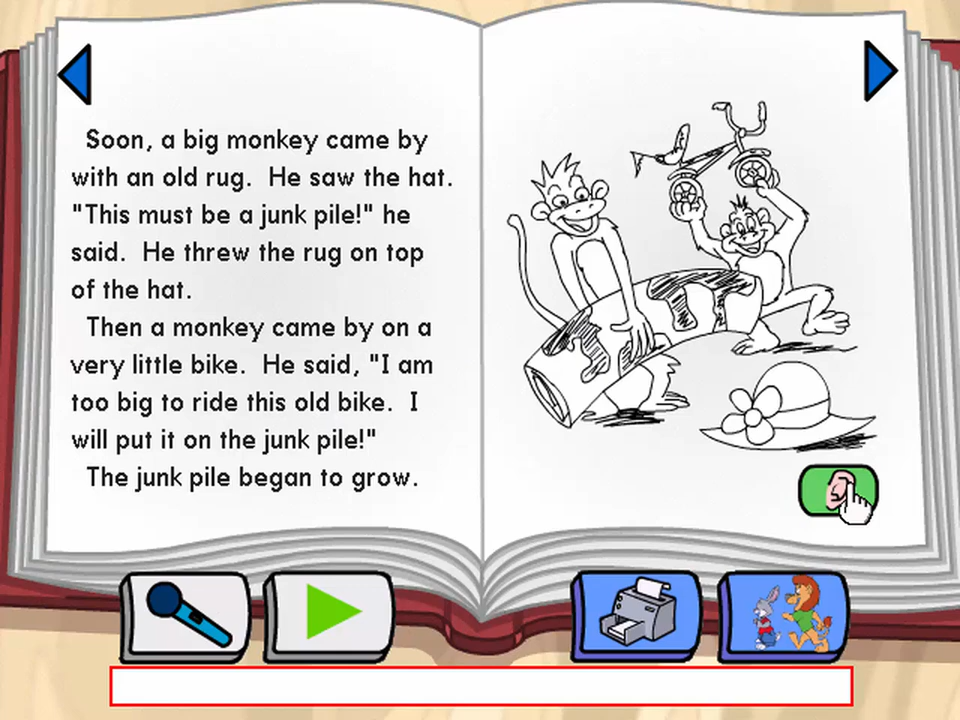 Soon, a big monkey came by
with an old rug. He saw the hat.
"This must be a junk pile!" he
said. He threw the rug on top
of the hat.
Then a monkey came by on a
very little bike. He said, "I am
too big to ride this old bike. I
will put it on the junk pile!"
The junk pile began to grow.